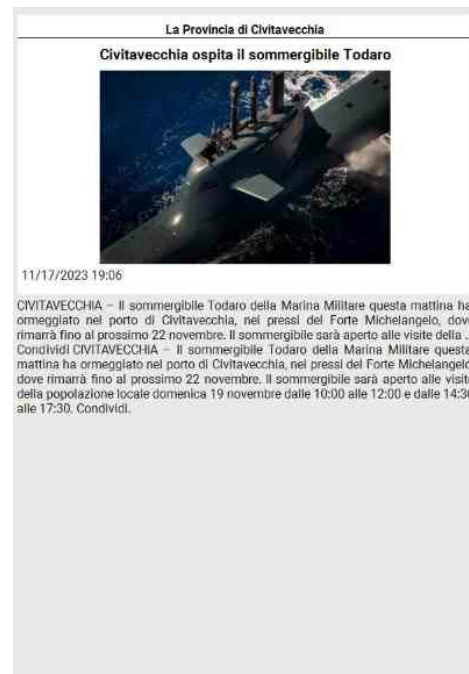 La Provincia di Civitavecchia
Civitavecchia ospita il sommergibile Todaro
11/17/2023 19:06
CIVITAVECCHIA – Il sommergibile Todaro della Marina Militare questa mattina ha
ormeggiato nel porto di Civitavecchia, nei pressi del Forte Michelangelo, dove
rimarrà fino al prossimo 22 novembre. Il sommergibile sarà aperto alle visite della ..
Condividi CIVITAVECCHIA – Il sommergibile Todaro della Marina Militare questa
mattina ha ormeggiato nel porto di Civitavecchia, nei pressi del Forte Michelangelo,
dove rimarrà fino al prossimo 22 novembre. Il sommergibile sarà aperto alle visite
della popolazione locale domenica 19 novembre dalle 10:00 alle 12:00 e dalle 14:30
alle 17:30. Condividi.